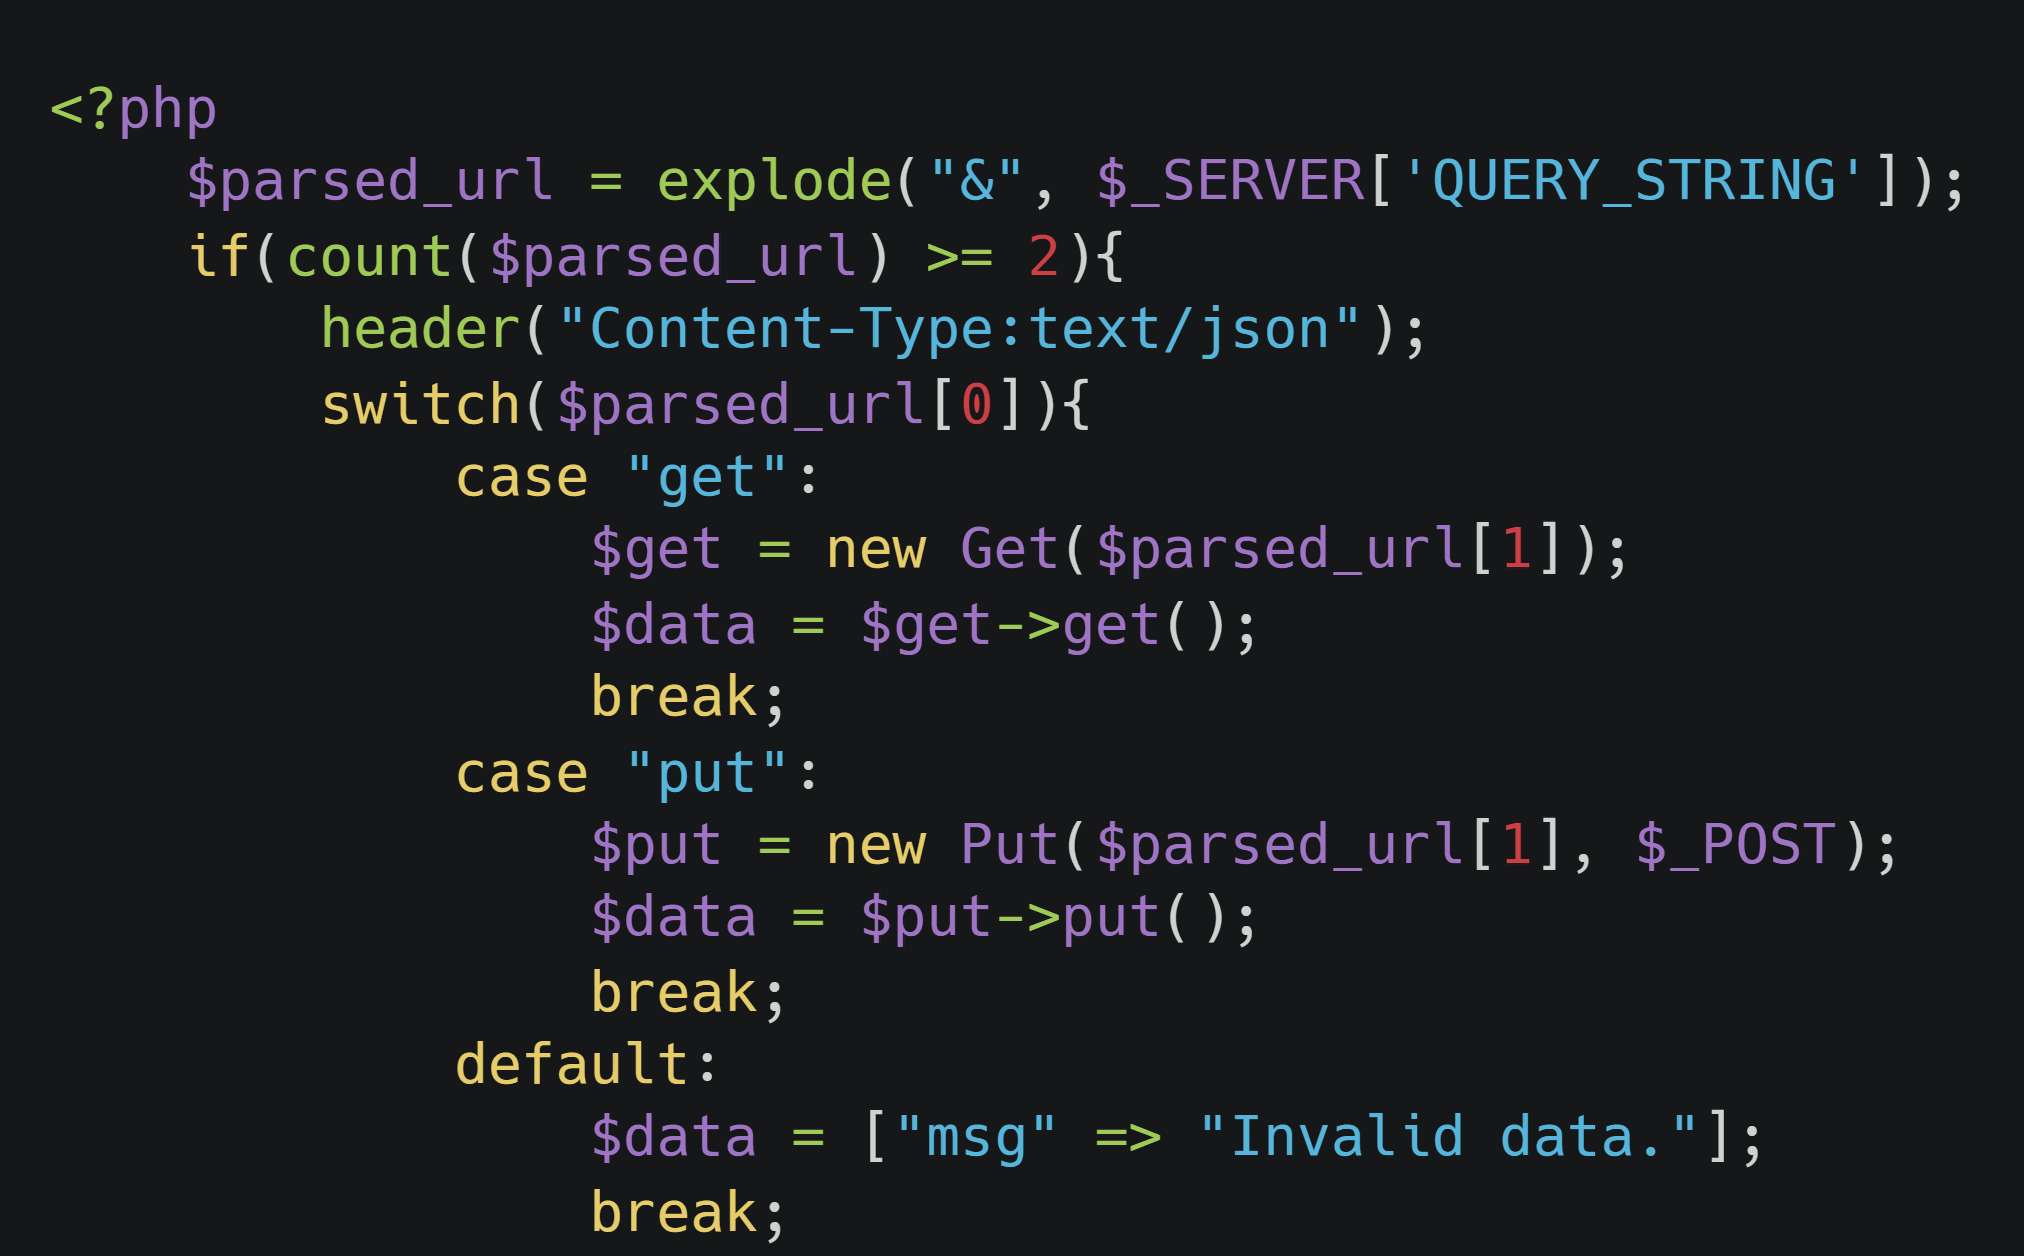 <?php
    $parsed_url = explode("&", $_SERVER['QUERY_STRING']);
    if(count($parsed_url) >= 2){
        header("Content-Type:text/json");
        switch($parsed_url[0]){
            case "get":
                $get = new Get($parsed_url[1]);
                $data = $get->get();
                break;
            case "put":
                $put = new Put($parsed_url[1], $_POST);
                $data = $put->put();
                break;
            default:
                $data = ["msg" => "Invalid data."];
                break;